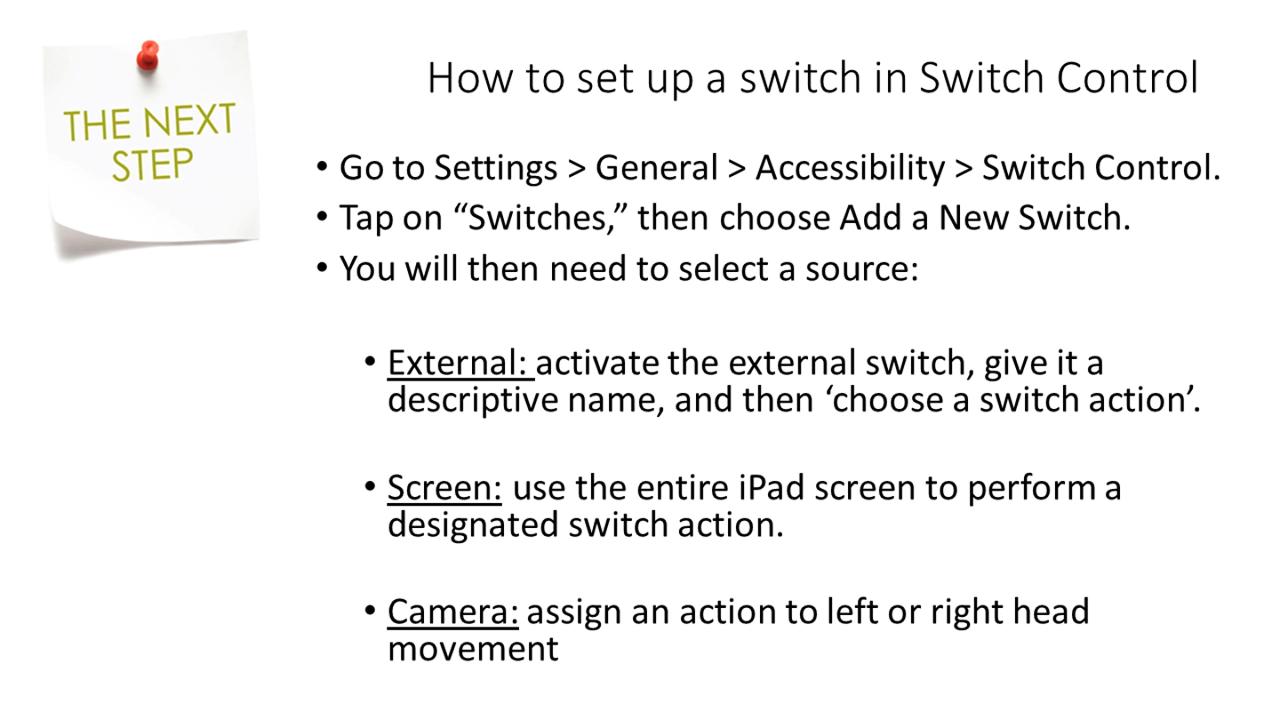 THE NEXT
STEP
How to set up a switch in Switch Control
• Go to Settings > General > Accessibility > Switch Control.
• Tap on “Switches,” then choose Add a New Switch.
• You will then need to select a source:
• External: activate the external switch, give it a
descriptive name, and then ‘choose a switch action’.
• Screen: use the entire iPad screen to perform a
designated switch action.
• Camera: assign an action to left or right head
movement